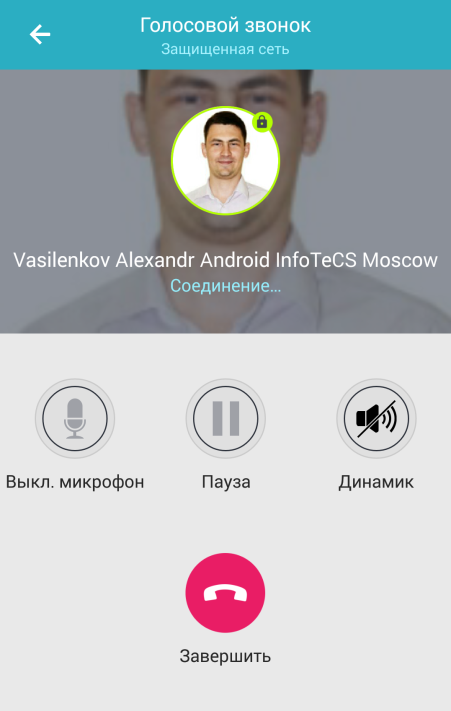 Голосовой звонок
Защищенная сеть
Vasilenkov Alexandr Android InfoTeCS Moscow
Соединение...
Выкл. микрофон
Пауза
Динамик
Завершить